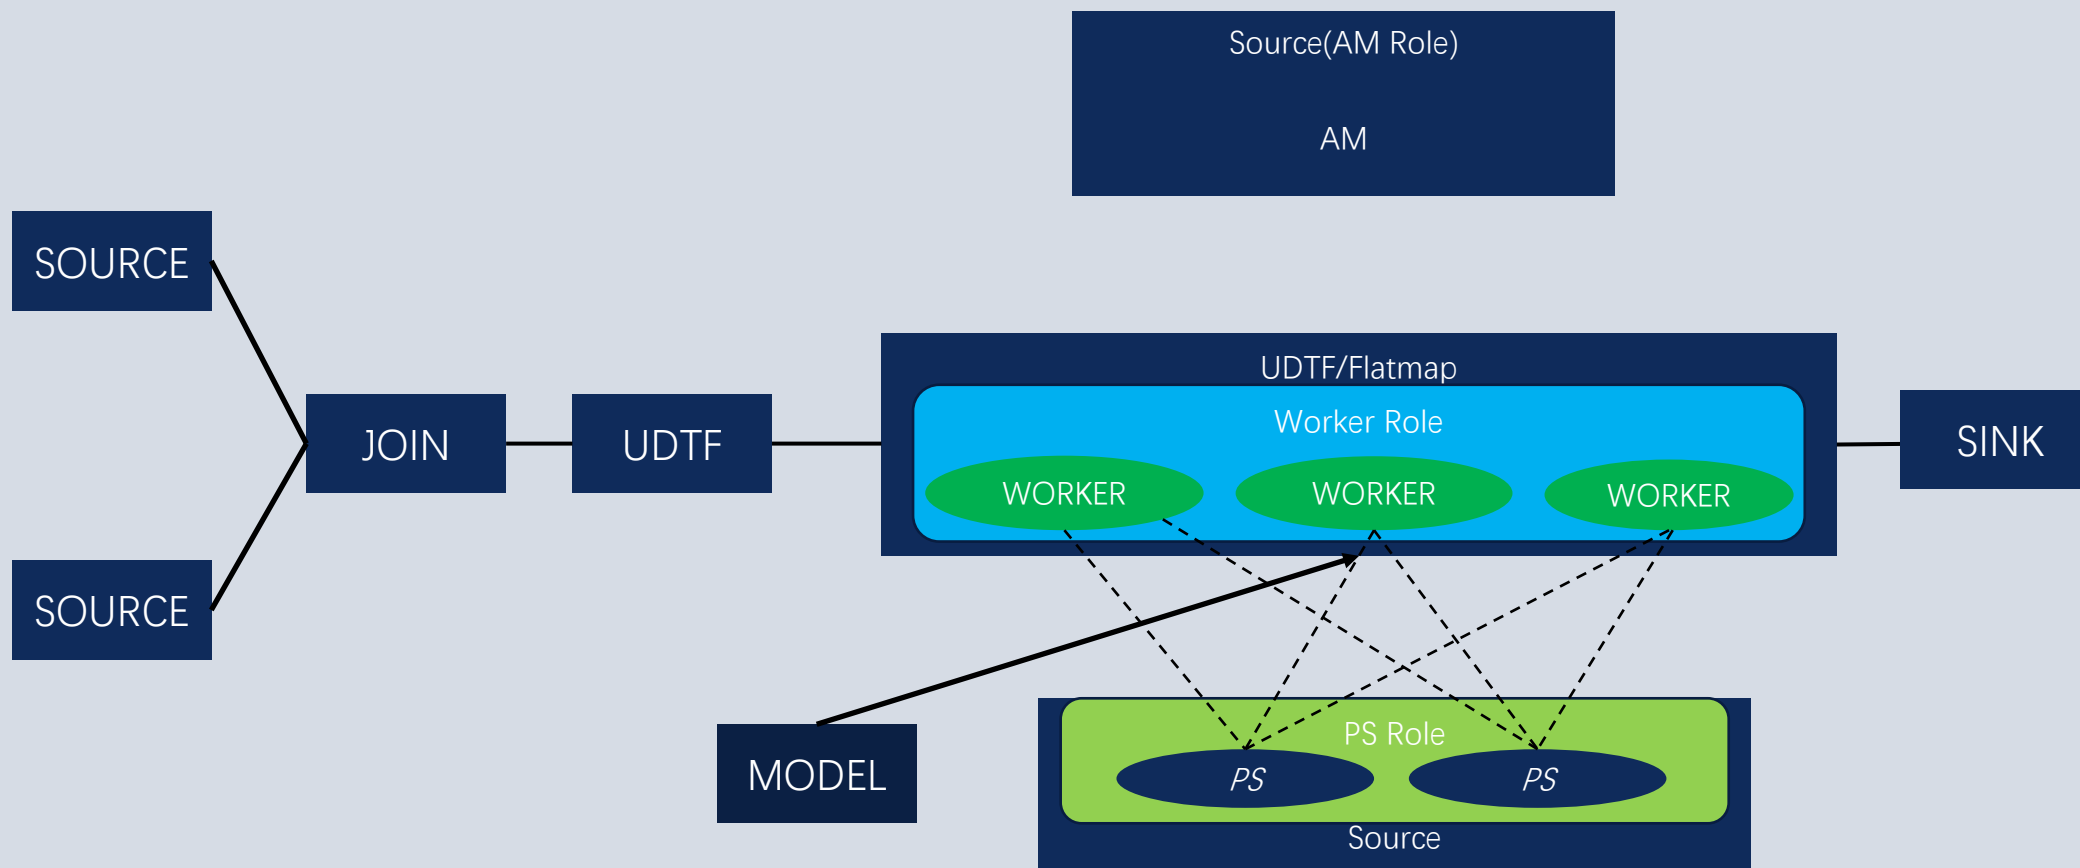 Source(AM Role)
AM
SOURCE
SOURCE
JOIN
UDTF
UDTF/Flatmap
Worker Role
WORKER
WORKER
WORKER
SINK
MODEL
PS Role
PS
PS
Source